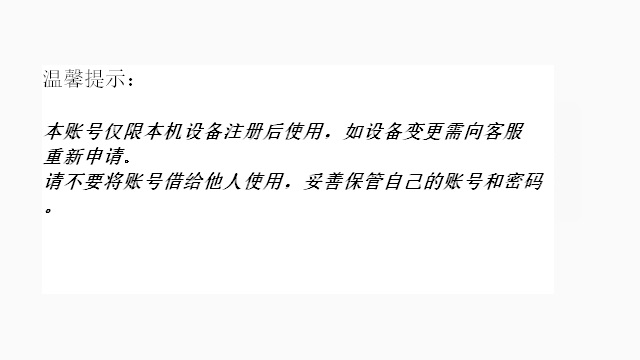 温馨提示：
本账号仅限本机设备注册后使用，如设备变更需向客服
重新申请。
请不要将账号借给他人使用，妥善保管自己的账号和密码
。